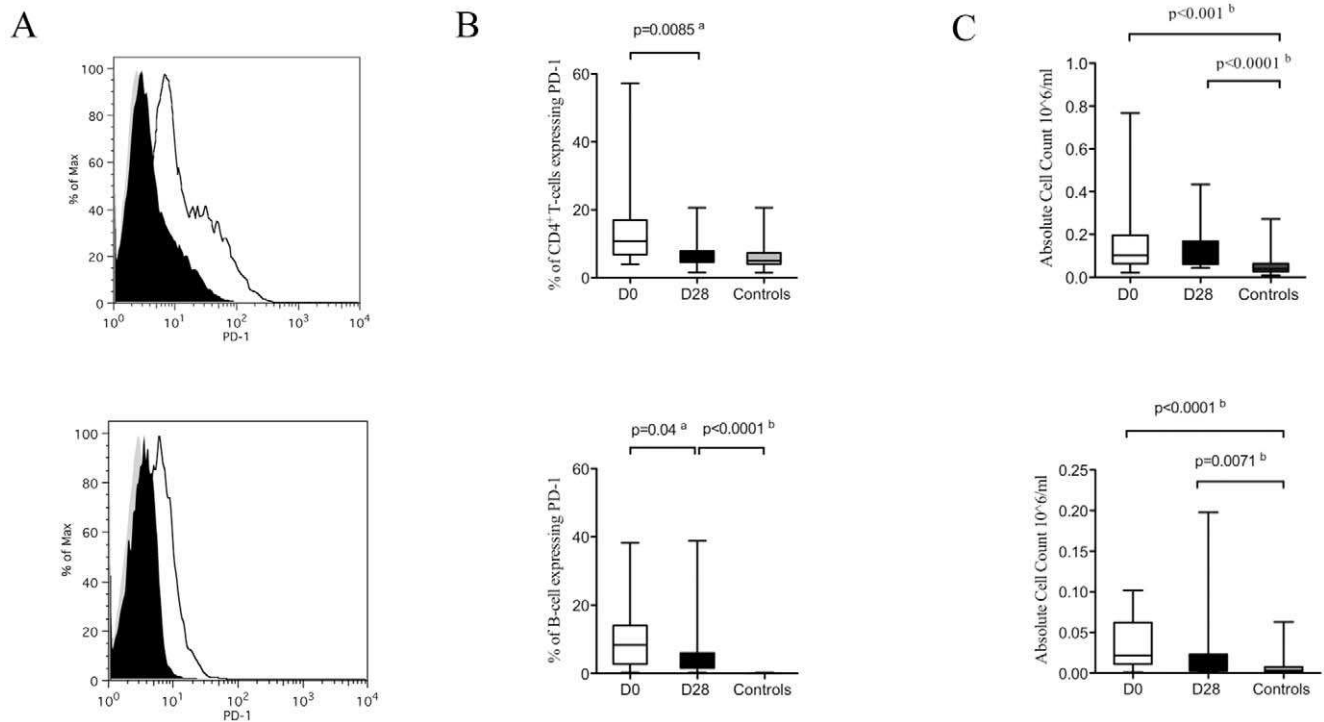 A
B
C
% of Max
100
80
60
40
20
0
10^0
10^1
10^2
10^3
10^4
PD-1
p=0.0085 a
% of CD4+ T-cells expressing PD-1
60
40
20
0
D0
D28
Controls
p<0.001 b
p<0.0001 b
Absolute Cell Count 10^6/ml
1.0
0.8
0.6
0.4
0.2
0.0
D0
D28
Controls
% of Max
100
80
60
40
20
0
10^0
10^1
10^2
10^3
10^4
PD-1
p=0.04 a
p<0.0001 b
% of B-cell expressing PD-1
60
40
20
0
D0
D28
Controls
p<0.0001 b
p=0.0071 b
Absolute Cell Count 10^6/ml
0.25
0.20
0.15
0.10
0.05
0.00
D0
D28
Controls